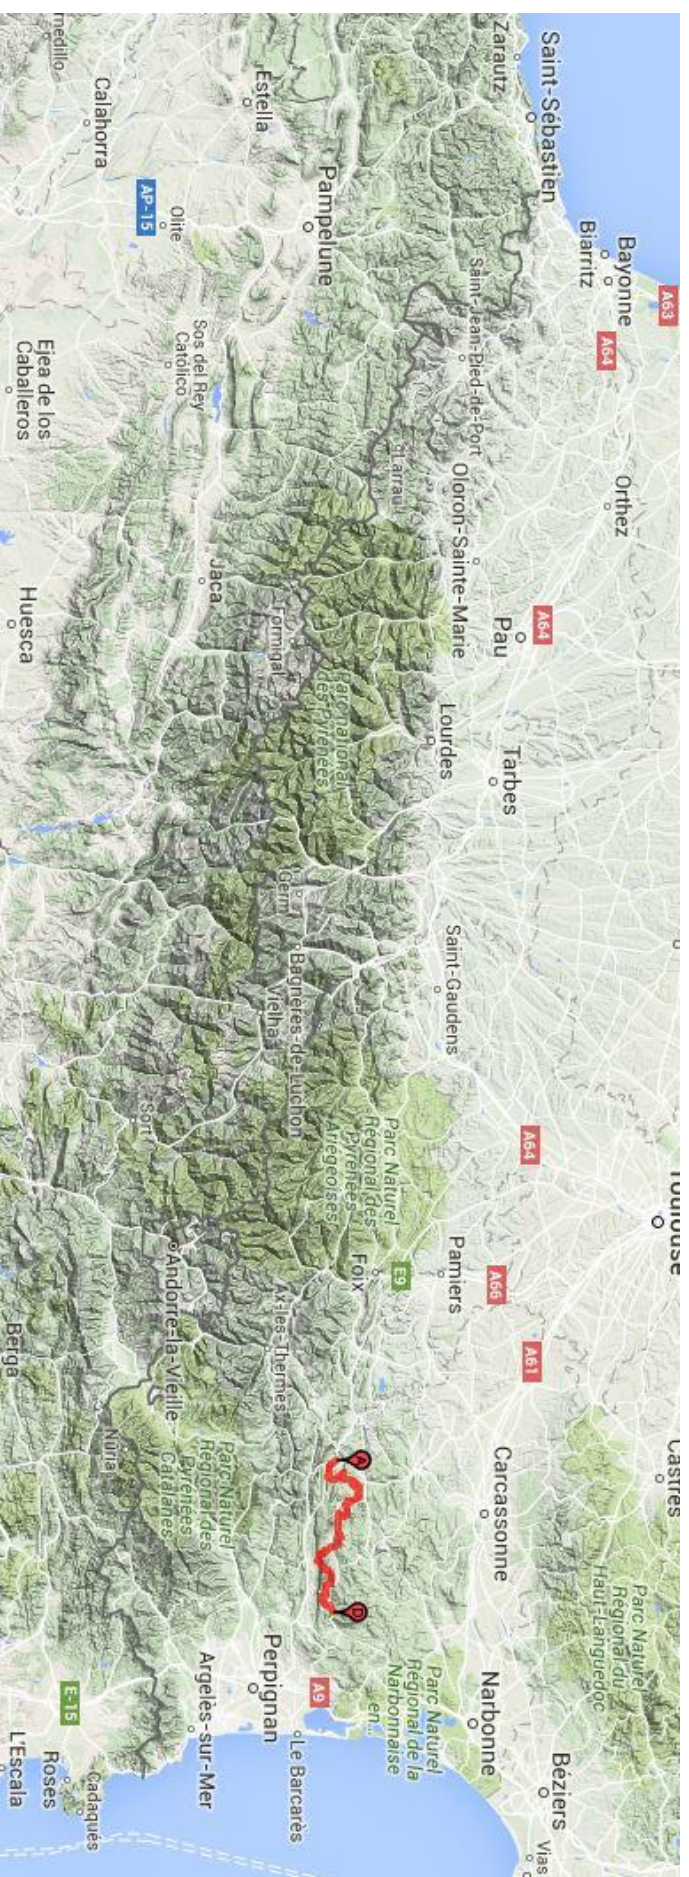 Zarautz
Saint-Sébastien
Bayonne
Biarritz
A63
A64
Estella
Calahorra
Pampelune
Olite
AP-15
Saint-Jean-Pied-de-Port
Sos del Rey
Católico
Ejea de los
Caballeros
Larrau
Oloron-Sainte-Marie
Orthez
Pau
A64
Jaca
Huesca
Formigal
Parc national
des Pyrénées
Lourdes
Tarbes
Germ
Bagnères-de-Luchon
Vielha
Saint-Gaudens
Sort
Parc Naturel
Régional des
Pyrénées
Ariégeoises
A64
Toulouse
Foix
E9
Pamiers
A66
A61
Andorre-la-Vieille
Ax-les-Thermes
Berga
Núria
Parc Naturel
Régional des
Pyrénées
Catalanes
A
D
Carcassonne
Castres
Parc Naturel
Régional du
Haut-Languedoc
Parc Naturel
Régional de la
Narbonnaise
en...
Narbonne
Béziers
Vias
A9
Perpignan
Le Barcarès
Argelès-sur-Mer
E-15
Roses
Cadaqués
L'Escala